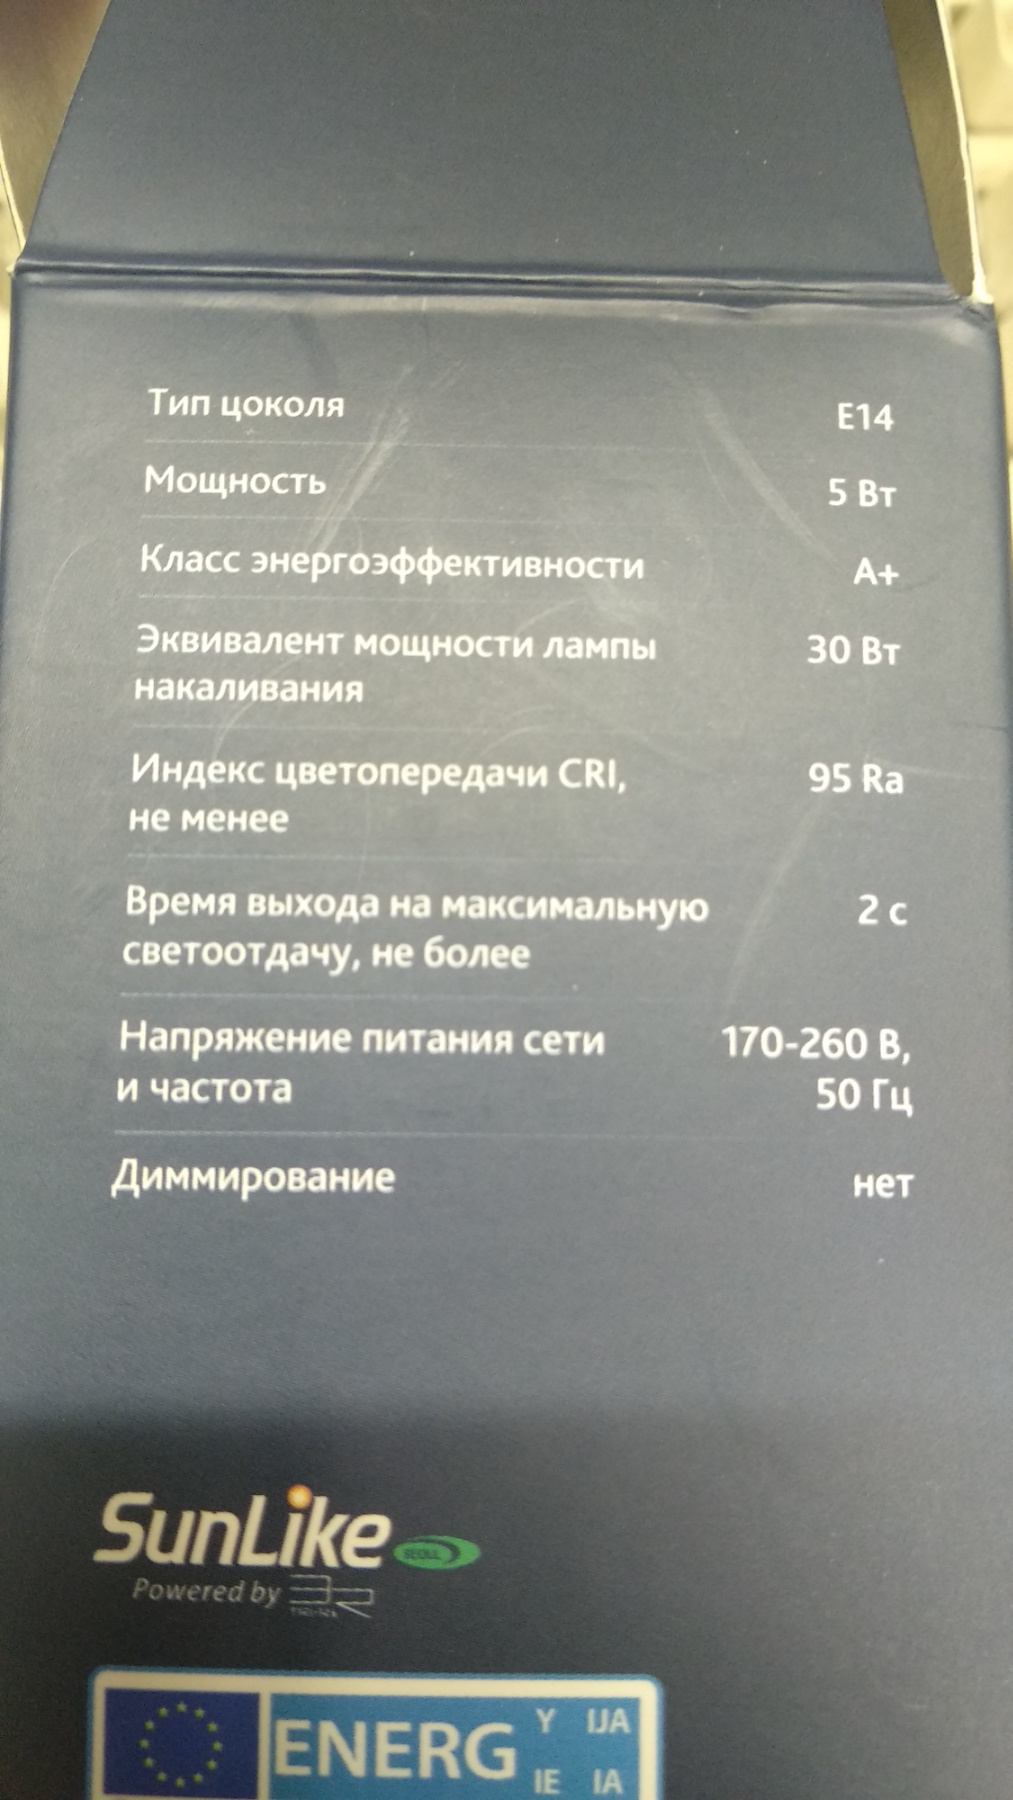 Тип цоколя E14
Мощность 5 Вт
Класс энергоэффективности A+
Эквивалент мощности лампы 30 Вт
накаливания
Индекс цветопередачи CRI, 95 Ra
не менее
Время выхода на максимальную 2 с
светоотдачу, не более
Напряжение питания сети 170-260 В,
и частота 50 Гц
Диммирование нет
SunLike SEOUL
Powered by
ENERG Y IJA
IE IA